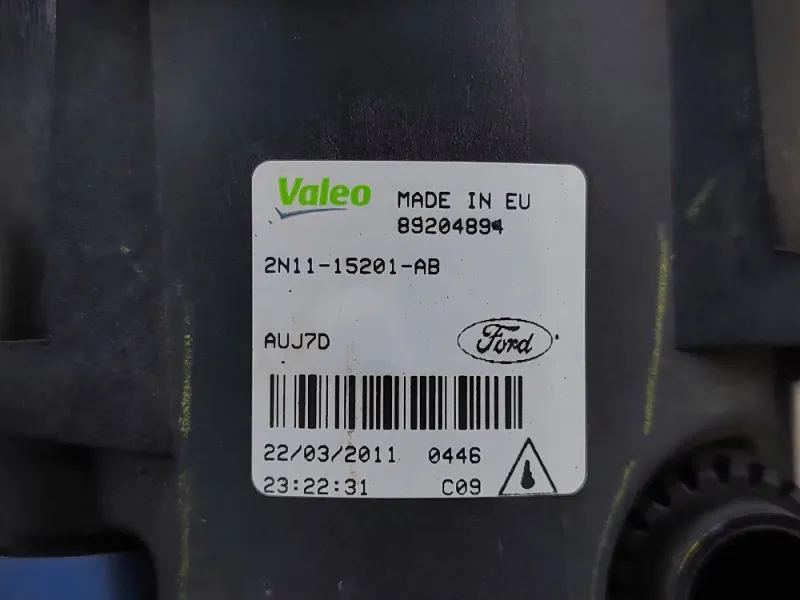 Valeo MADE IN EU
89204894
2N11-15201-AB
AUJ7D Ford
22/03/2011 0446
23:22:31 C09